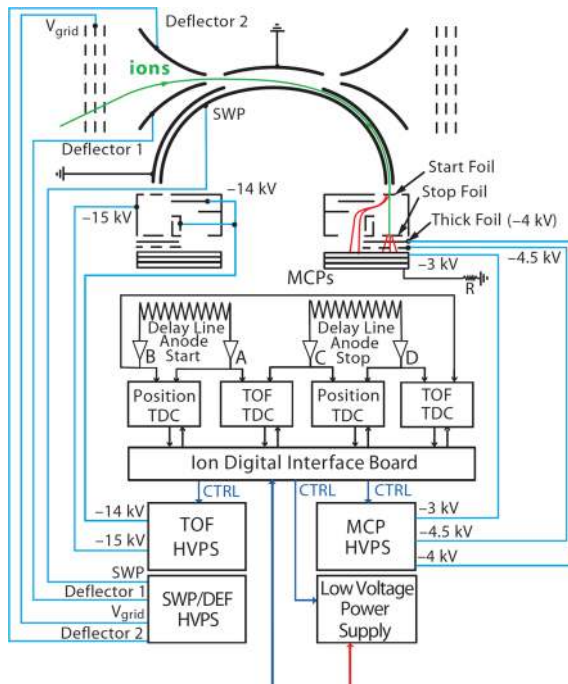 Deflector 2
V grid
ions
SWP
Deflector 1
Start Foil
Stop Foil
–14 kV
Thick Foil (–4 kV)
–15 kV
–4.5 kV
–3 kV
MCPs
R
Delay Line
Anode
Start
Delay Line
Anode
Stop
B
A
C
D
Position
TDC
TOF
TDC
Position
TDC
TOF
TDC
Ion Digital Interface Board
CTRL
CTRL
CTRL
–14 kV
TOF
HVPS
MCP
HVPS
–3 kV
–15 kV
–4.5 kV
–4 kV
SWP
Deflector 1
SWP/DEF
HVPS
Low Voltage
Power
Supply
V grid
Deflector 2